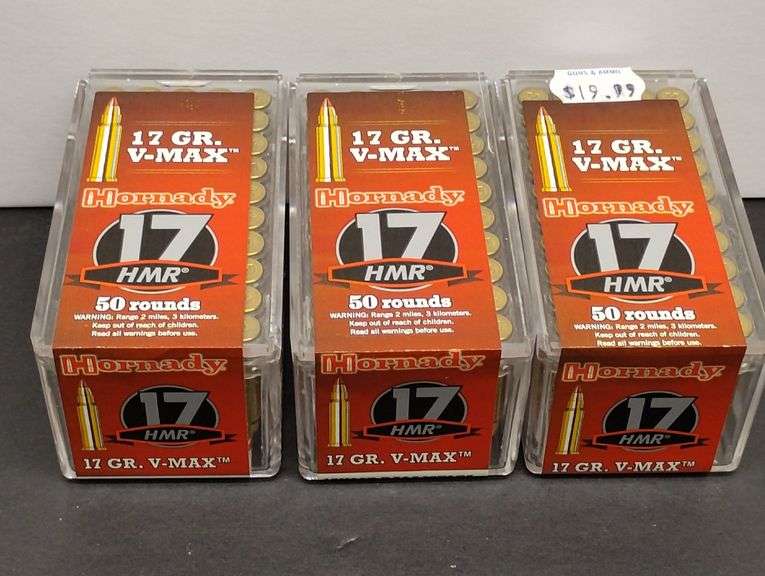 17 GR.
V-MAX™
Hornady
17
HMR®
50 rounds
WARNING: Range 2 miles, 3 kilometers.
Keep out of reach of children.
Read all warnings before use.
Hornady
17
HMR®
17 GR. V-MAX™
17 GR.
V-MAX™
Hornady
17
HMR®
50 rounds
WARNING: Range 2 miles, 3 kilometers.
Keep out of reach of children.
Read all warnings before use.
Hornady
17
HMR®
17 GR. V-MAX™
GUNS & AMMO
$19.99
17 GR.
V-MAX™
Hornady
17
HMR®
50 rounds
WARNING: Range 2 miles, 3 kilometers.
Keep out of reach of children.
Read all warnings before use.
Hornady
17
HMR®
17 GR. V-MAX™